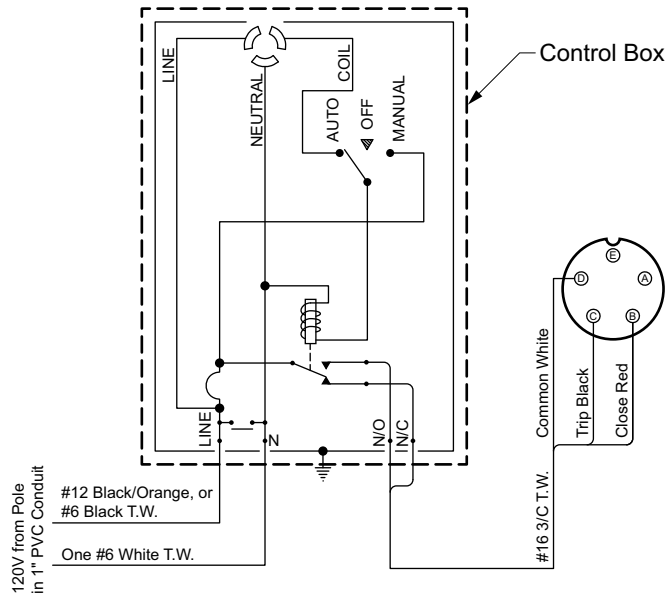 LINE
NEUTRAL
COIL
AUTO
OFF
MANUAL
Control Box
E
D
A
C
B
Common White
Trip Black
Close Red
LINE
N
N/O
N/C
#16 3/C T.W.
120V from Pole
in 1" PVC Conduit
#12 Black/Orange, or
#6 Black T.W.
One #6 White T.W.